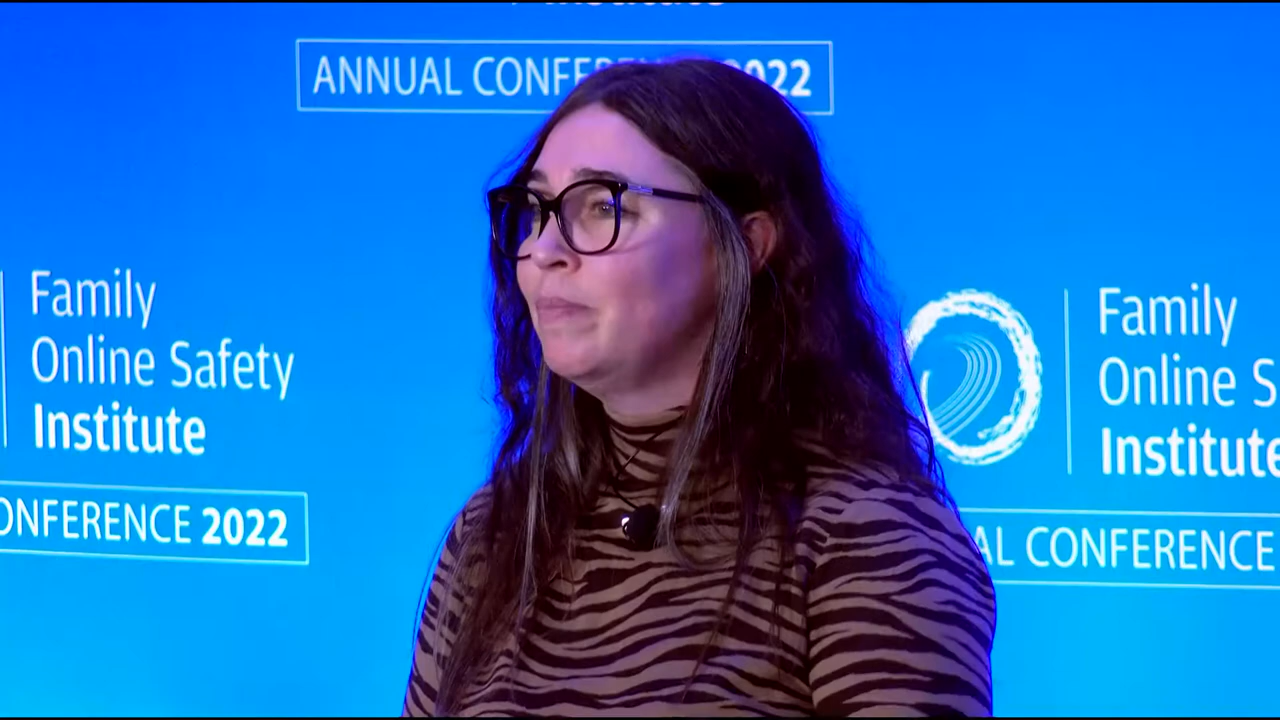 ANNUAL CONFE 2022
Family
Online Safety
Institute
ONFERENCE 2022
Family
Online S
Institute
AL CONFERENCE